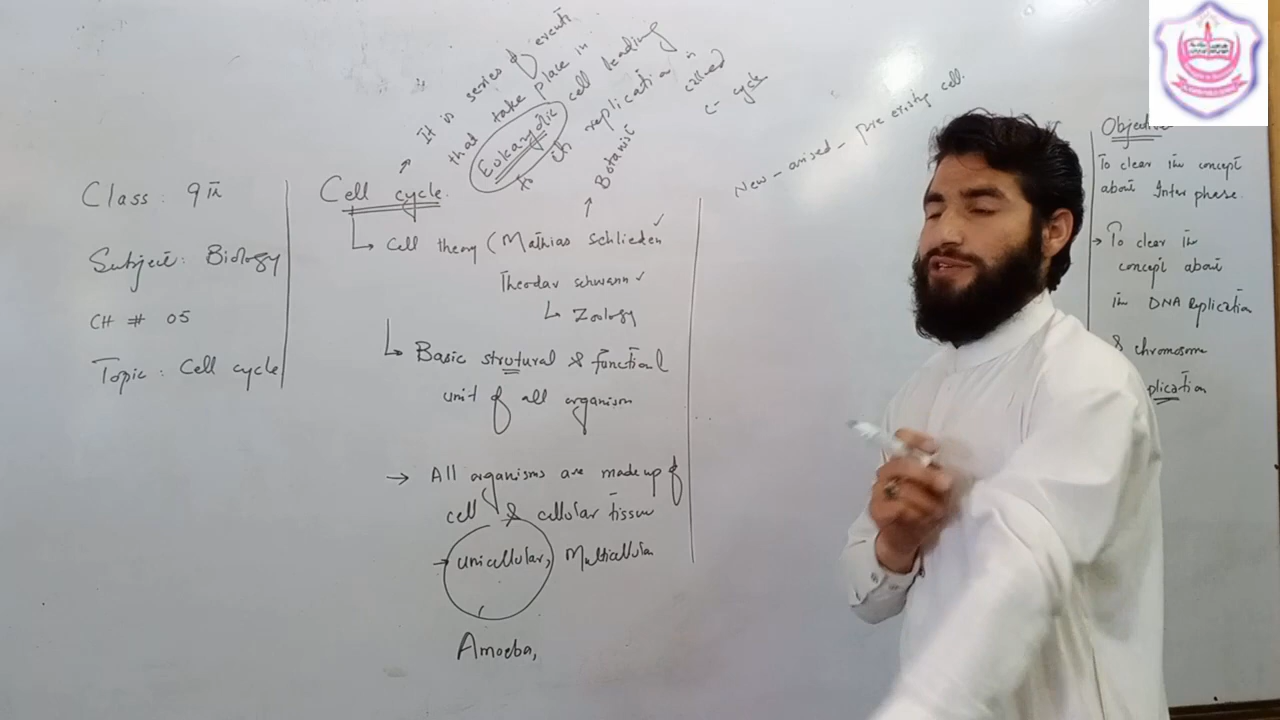 Class : 9th
Subject : Biology
CH # 05
Topic : Cell cycle
Cell cycle.
It is series of events
that take place in
Eukaryotic cell leading
to its replication is
called
C- cycle
Cell theory (Mathias Schlieden
Botanist
Theodar schwann
Zoology
Basic strutural & functional
unit of all organism
All organisms are made up of
cell & cellular tissue
unicellular, Multicellular
Amoeba,
New - arised - pure existing cell.
Objective
To clear the concept
about Inter phase.
To clear the
concept about
the DNA Replication
& chromosome
plication